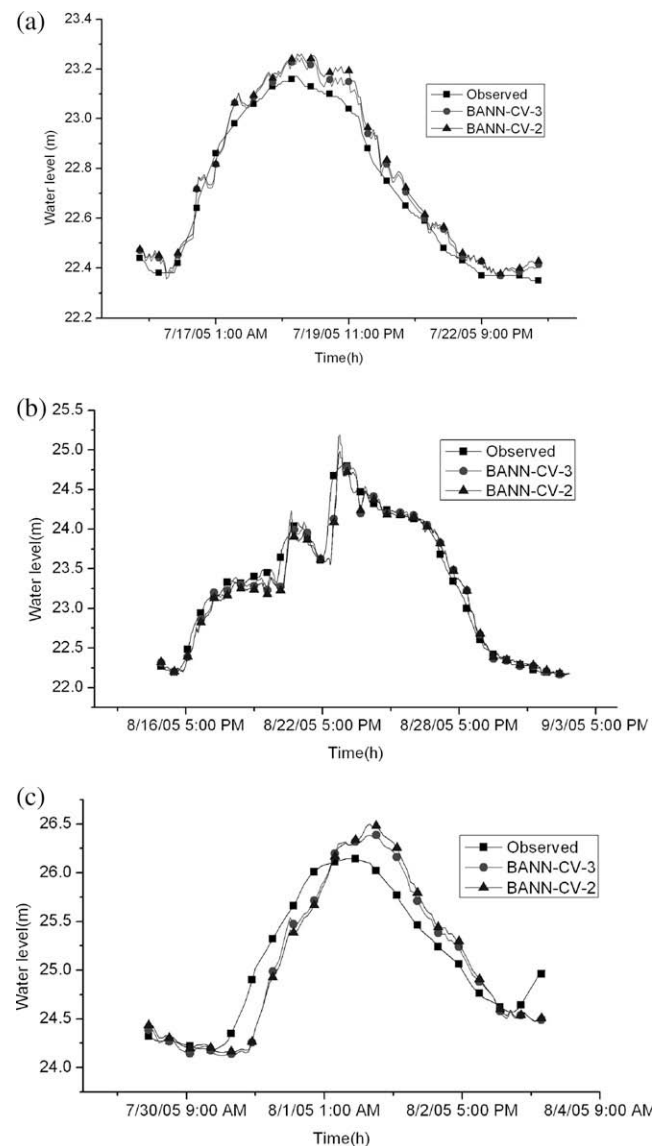 (a)
23.4
23.2
23.0
22.8
22.6
22.4
22.2
Water level (m)
Observed
BANN-CV-3
BANN-CV-2
7/17/05 1:00 AM
7/19/05 11:00 PM
7/22/05 9:00 PM
Time(h)
(b)
25.5
25.0
24.5
24.0
23.5
23.0
22.5
22.0
Water level(m)
Observed
BANN-CV-3
BANN-CV-2
8/16/05 5:00 PM
8/22/05 5:00 PM
8/28/05 5:00 PM
9/3/05 5:00 PM
Time(h)
(c)
26.5
26.0
25.5
25.0
24.5
24.0
Water level(m)
Observed
BANN-CV-3
BANN-CV-2
7/30/05 9:00 AM
8/1/05 1:00 AM
8/2/05 5:00 PM
8/4/05 9:00 AM
Time(h)